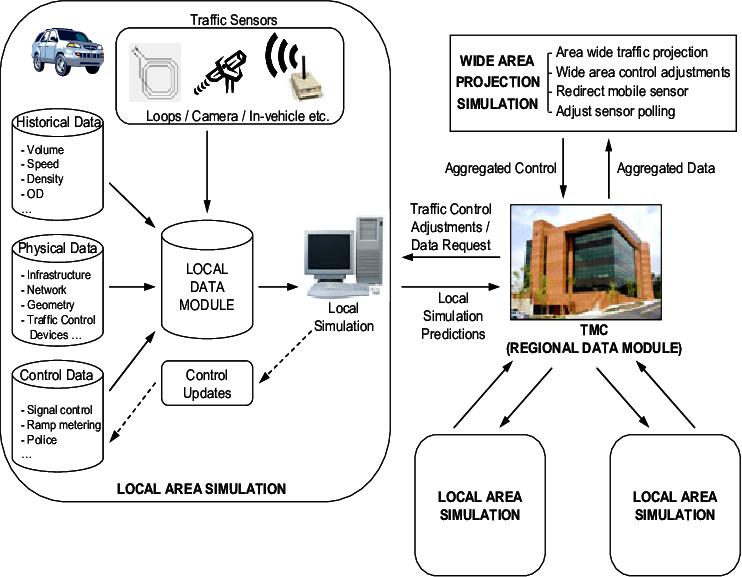 Traffic Sensors
Loops / Camera / In-vehicle etc.
Historical Data
- Volume
- Speed
- Density
- OD
...
Physical Data
- Infrastructure
- Network
- Geometry
- Traffic Control
Devices ...
Control Data
- Signal control
- Ramp metering
- Police
...
LOCAL
DATA
MODULE
Local
Simulation
Control
Updates
LOCAL AREA SIMULATION
WIDE AREA
PROJECTION
SIMULATION
- Area wide traffic projection
- Wide area control adjustments
- Redirect mobile sensor
- Adjust sensor polling
Aggregated Control
Aggregated Data
Traffic Control
Adjustments /
Data Request
Local
Simulation
Predictions
TMC
(REGIONAL DATA MODULE)
LOCAL AREA
SIMULATION
LOCAL AREA
SIMULATION